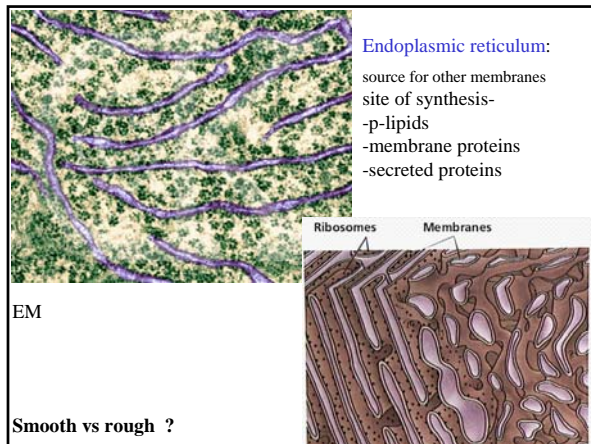 Endoplasmic reticulum:
source for other membranes
site of synthesis-
-p-lipids
-membrane proteins
-secreted proteins
Ribosomes Membranes
EM
Smooth vs rough ?